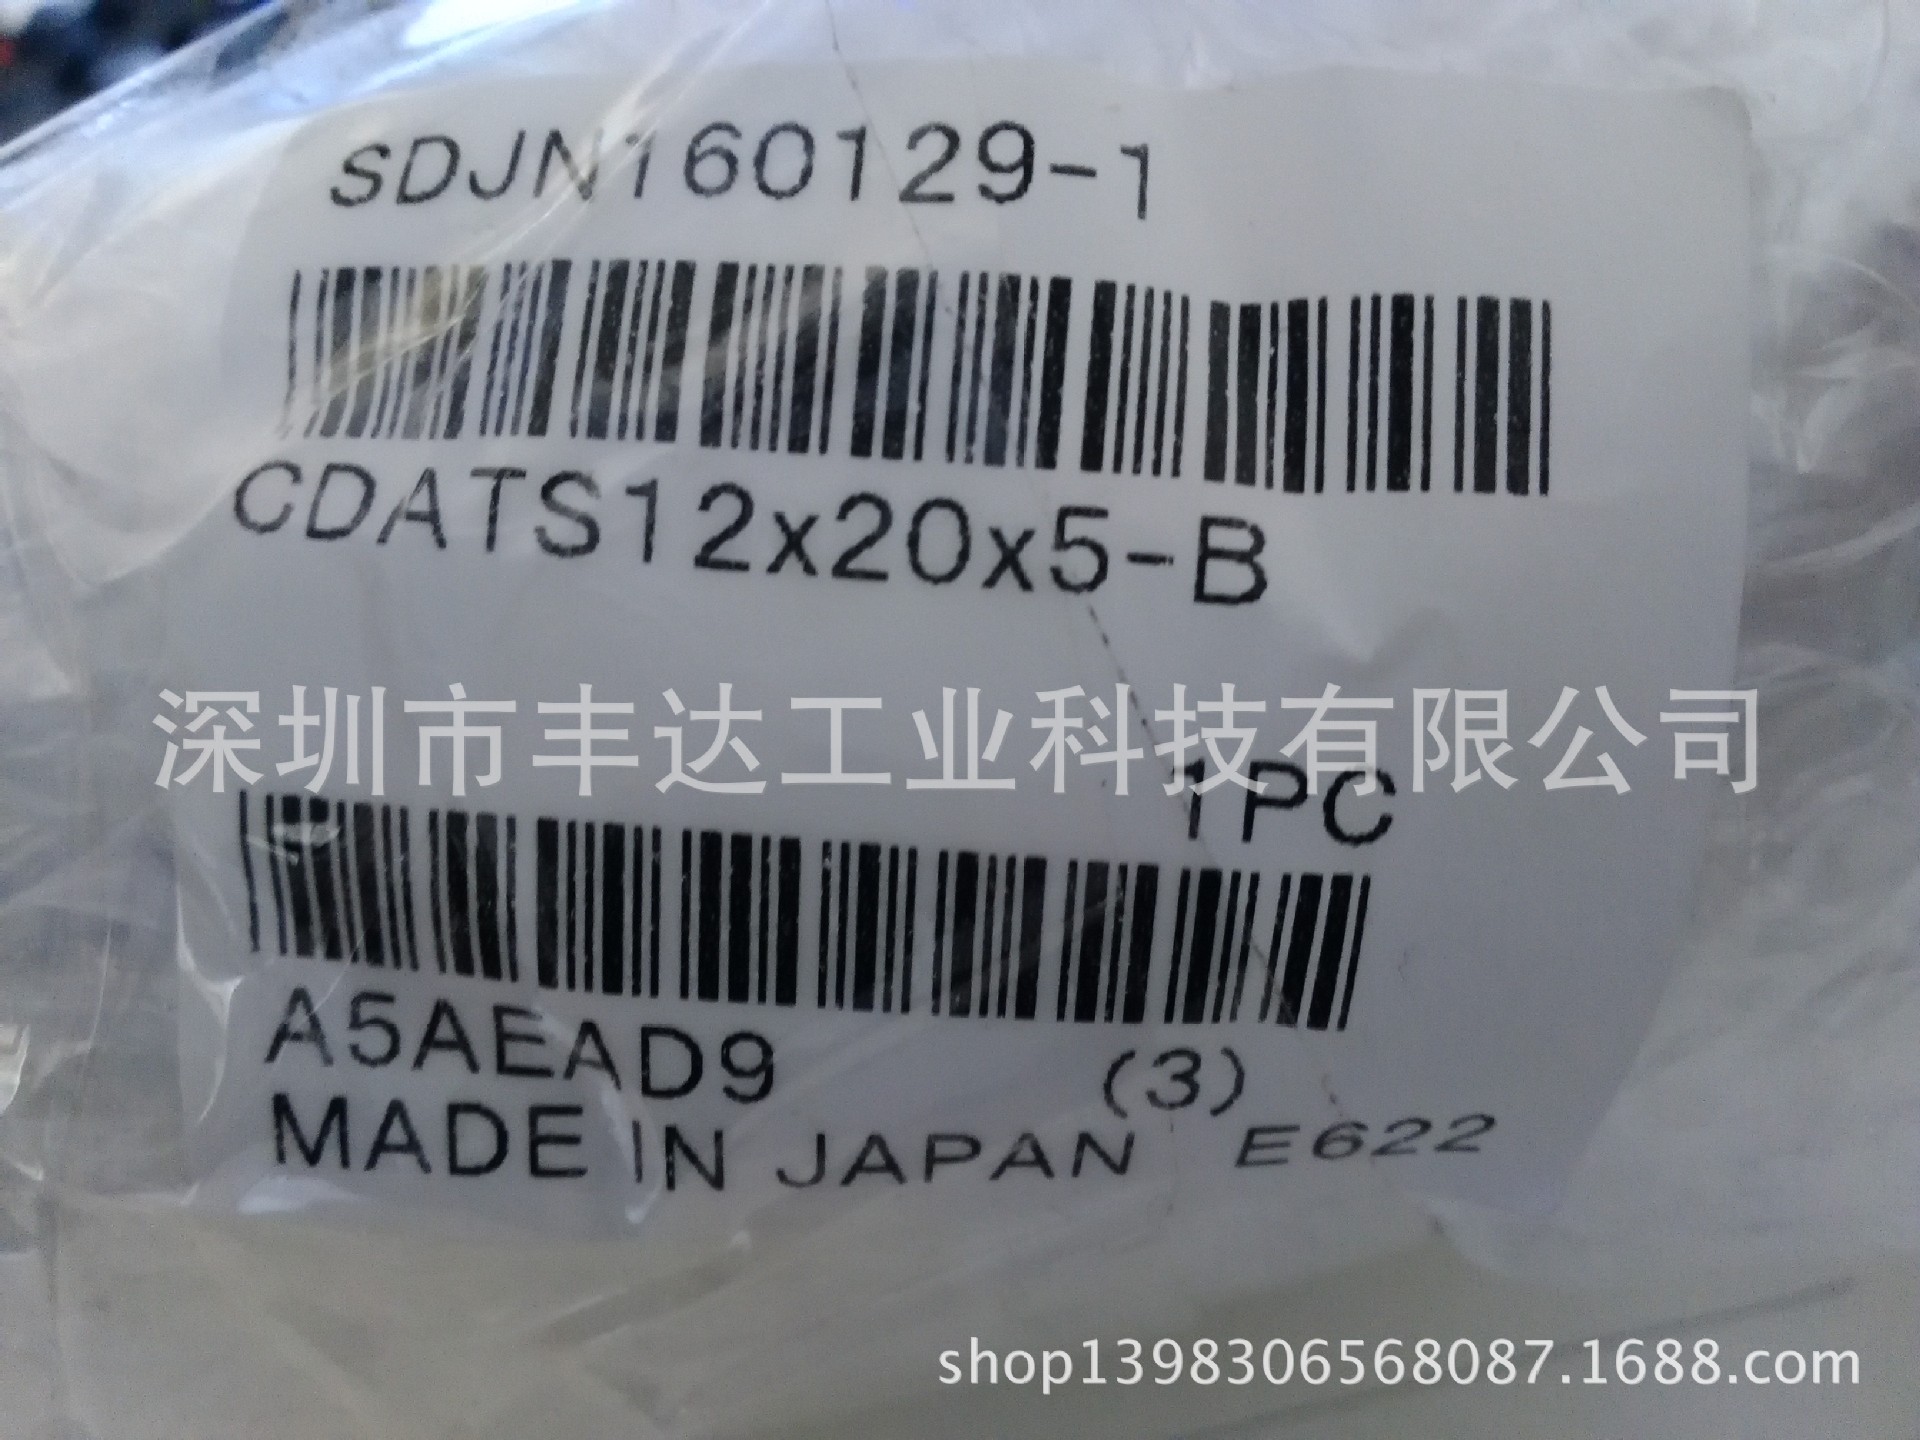 SDJN160129-1
CDATS12x20x5-B
深圳市丰达工业科技有限公司
1PC
A5AEAD9 (3)
MADE IN JAPAN E622
shop1398306568087.1688.com